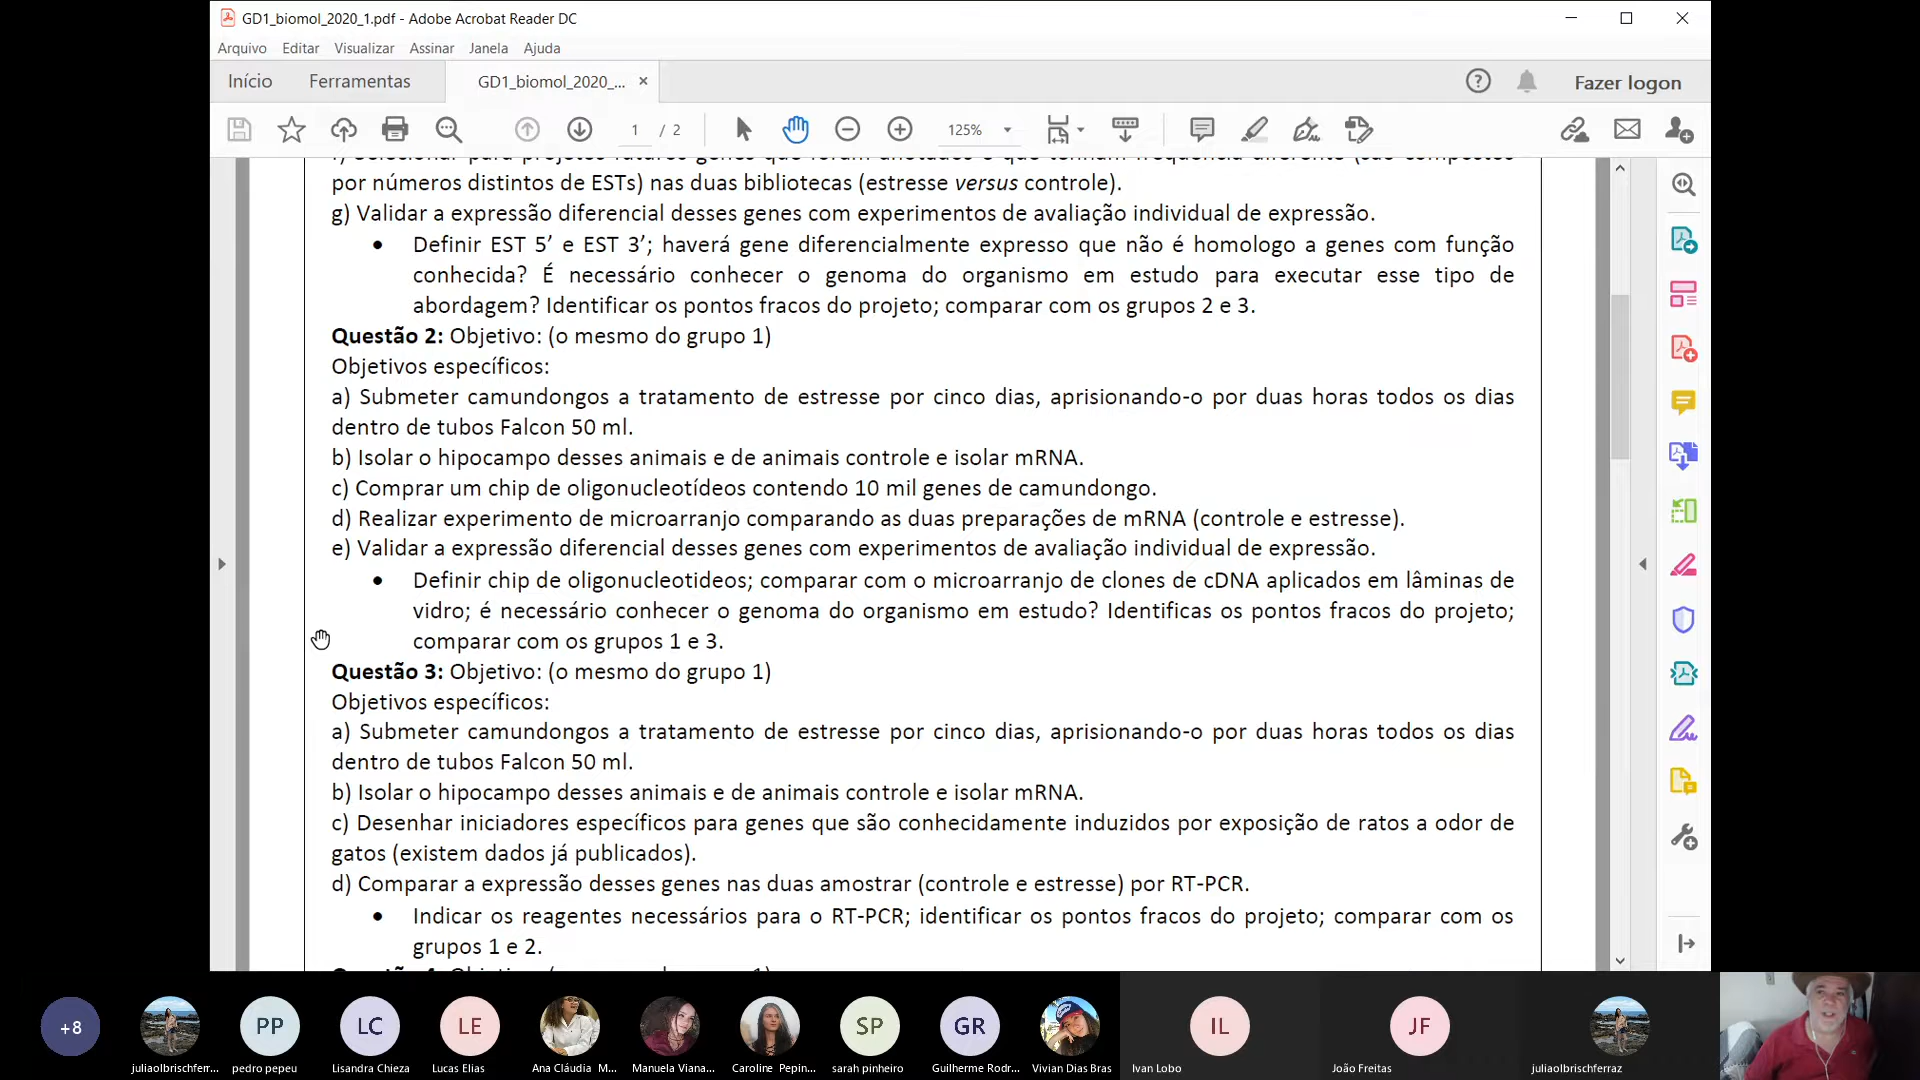 GD1_biomol_2020_1.pdf - Adobe Acrobat Reader DC
Arquivo Editar Visualizar Assinar Janela Ajuda
Início Ferramentas GD1_biomol_2020_... × Fazer logon
1 / 2 125%
f) Selecionar para projetos futuros genes que foram anotados e que tenham frequência diferente (são compostos
por números distintos de ESTs) nas duas bibliotecas (estresse versus controle).
g) Validar a expressão diferencial desses genes com experimentos de avaliação individual de expressão.
• Definir EST 5’ e EST 3’; haverá gene diferencialmente expresso que não é homologo a genes com função
conhecida? É necessário conhecer o genoma do organismo em estudo para executar esse tipo de
abordagem? Identificar os pontos fracos do projeto; comparar com os grupos 2 e 3.
Questão 2: Objetivo: (o mesmo do grupo 1)
Objetivos específicos:
a) Submeter camundongos a tratamento de estresse por cinco dias, aprisionando-o por duas horas todos os dias
dentro de tubos Falcon 50 ml.
b) Isolar o hipocampo desses animais e de animais controle e isolar mRNA.
c) Comprar um chip de oligonucleotídeos contendo 10 mil genes de camundongo.
d) Realizar experimento de microarranjo comparando as duas preparações de mRNA (controle e estresse).
e) Validar a expressão diferencial desses genes com experimentos de avaliação individual de expressão.
• Definir chip de oligonucleotideos; comparar com o microarranjo de clones de cDNA aplicados em lâminas de
vidro; é necessário conhecer o genoma do organismo em estudo? Identificas os pontos fracos do projeto;
comparar com os grupos 1 e 3.
Questão 3: Objetivo: (o mesmo do grupo 1)
Objetivos específicos:
a) Submeter camundongos a tratamento de estresse por cinco dias, aprisionando-o por duas horas todos os dias
dentro de tubos Falcon 50 ml.
b) Isolar o hipocampo desses animais e de animais controle e isolar mRNA.
c) Desenhar iniciadores específicos para genes que são conhecidamente induzidos por exposição de ratos a odor de
gatos (existem dados já publicados).
d) Comparar a expressão desses genes nas duas amostrar (controle e estresse) por RT-PCR.
• Indicar os reagentes necessários para o RT-PCR; identificar os pontos fracos do projeto; comparar com os
grupos 1 e 2.
+8 PP LC LE SP GR IL JF
juliaolbrischferr... pedro pepeu Lisandra Chieza Lucas Elias Ana Cláudia M... Manuela Viana... Caroline Pepin... sarah pinheiro Guilherme Rodr... Vivian Dias Bras Ivan Lobo João Freitas juliaolbrischferraz